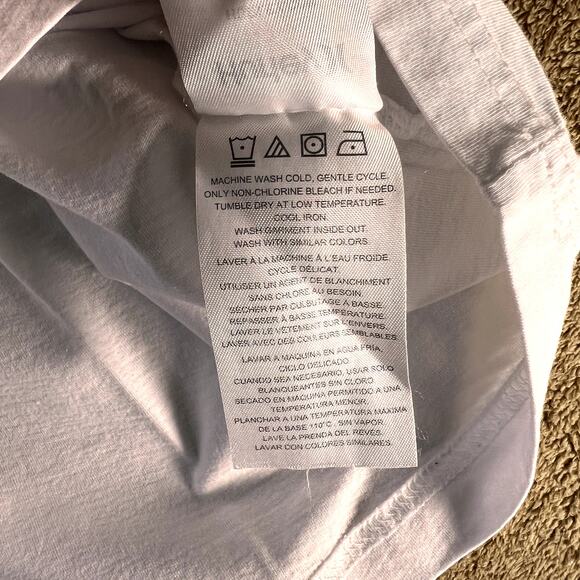 MACHINE WASH COLD, GENTLE CYCLE.
ONLY NON-CHLORINE BLEACH IF NEEDED.
TUMBLE DRY AT LOW TEMPERATURE.
COOL IRON.
WASH GARMENT INSIDE OUT.
WASH WITH SIMILAR COLORS.
LAVER À LA MACHINE À L'EAU FROIDE.
CYCLE DÉLICAT.
UTILISER UN AGENT DE BLANCHIMENT
SANS CHLORE AU BESOIN.
SÉCHER PAR CULBUTAGE À BASSE.
REPASSER À BASSE TEMPÉRATURE.
LAVER LE VÊTEMENT SUR L'ENVERS.
LAVER AVEC DES COULEURS SEMBLABLES.
LAVAR A MAQUINA EN AGUA FRIA,
CICLO DELICADO.
CUANDO SEA NECESARIO, USAR SOLO
BLANQUEANTES SIN CLORO.
SECADO EN MAQUINA PERMITIDO A UNA
TEMPERATURA MENOR.
PLANCHAR A UNA TEMPERATURA MAXIMA
DE LA BASE 110°C , SIN VAPOR.
LAVE LA PRENDA DEL REVÉS.
LAVAR CON COLORES SIMILARES.